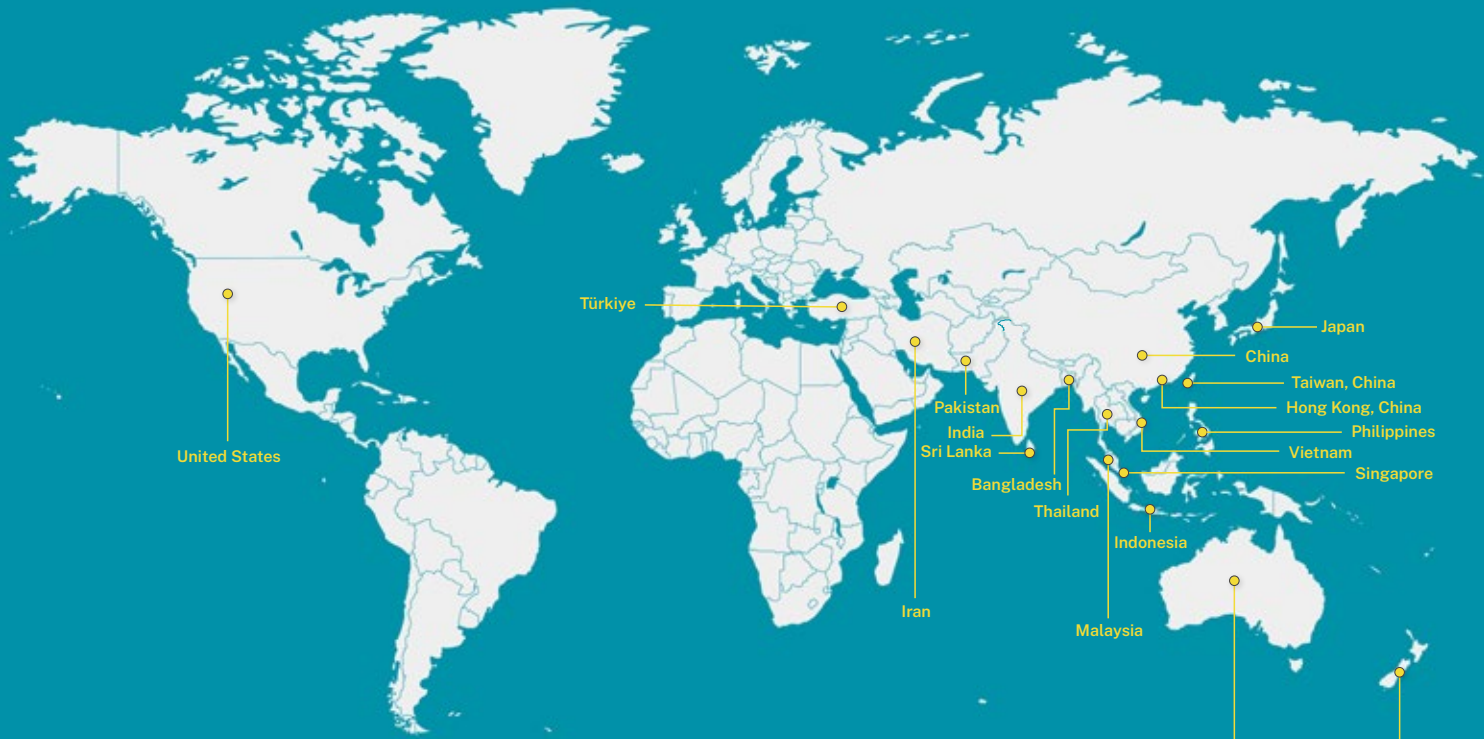 Türkiye
Japan
China
Taiwan, China
Pakistan
Hong Kong, China
India
Philippines
Sri Lanka
Vietnam
United States
Singapore
Bangladesh
Thailand
Indonesia
Iran
Malaysia